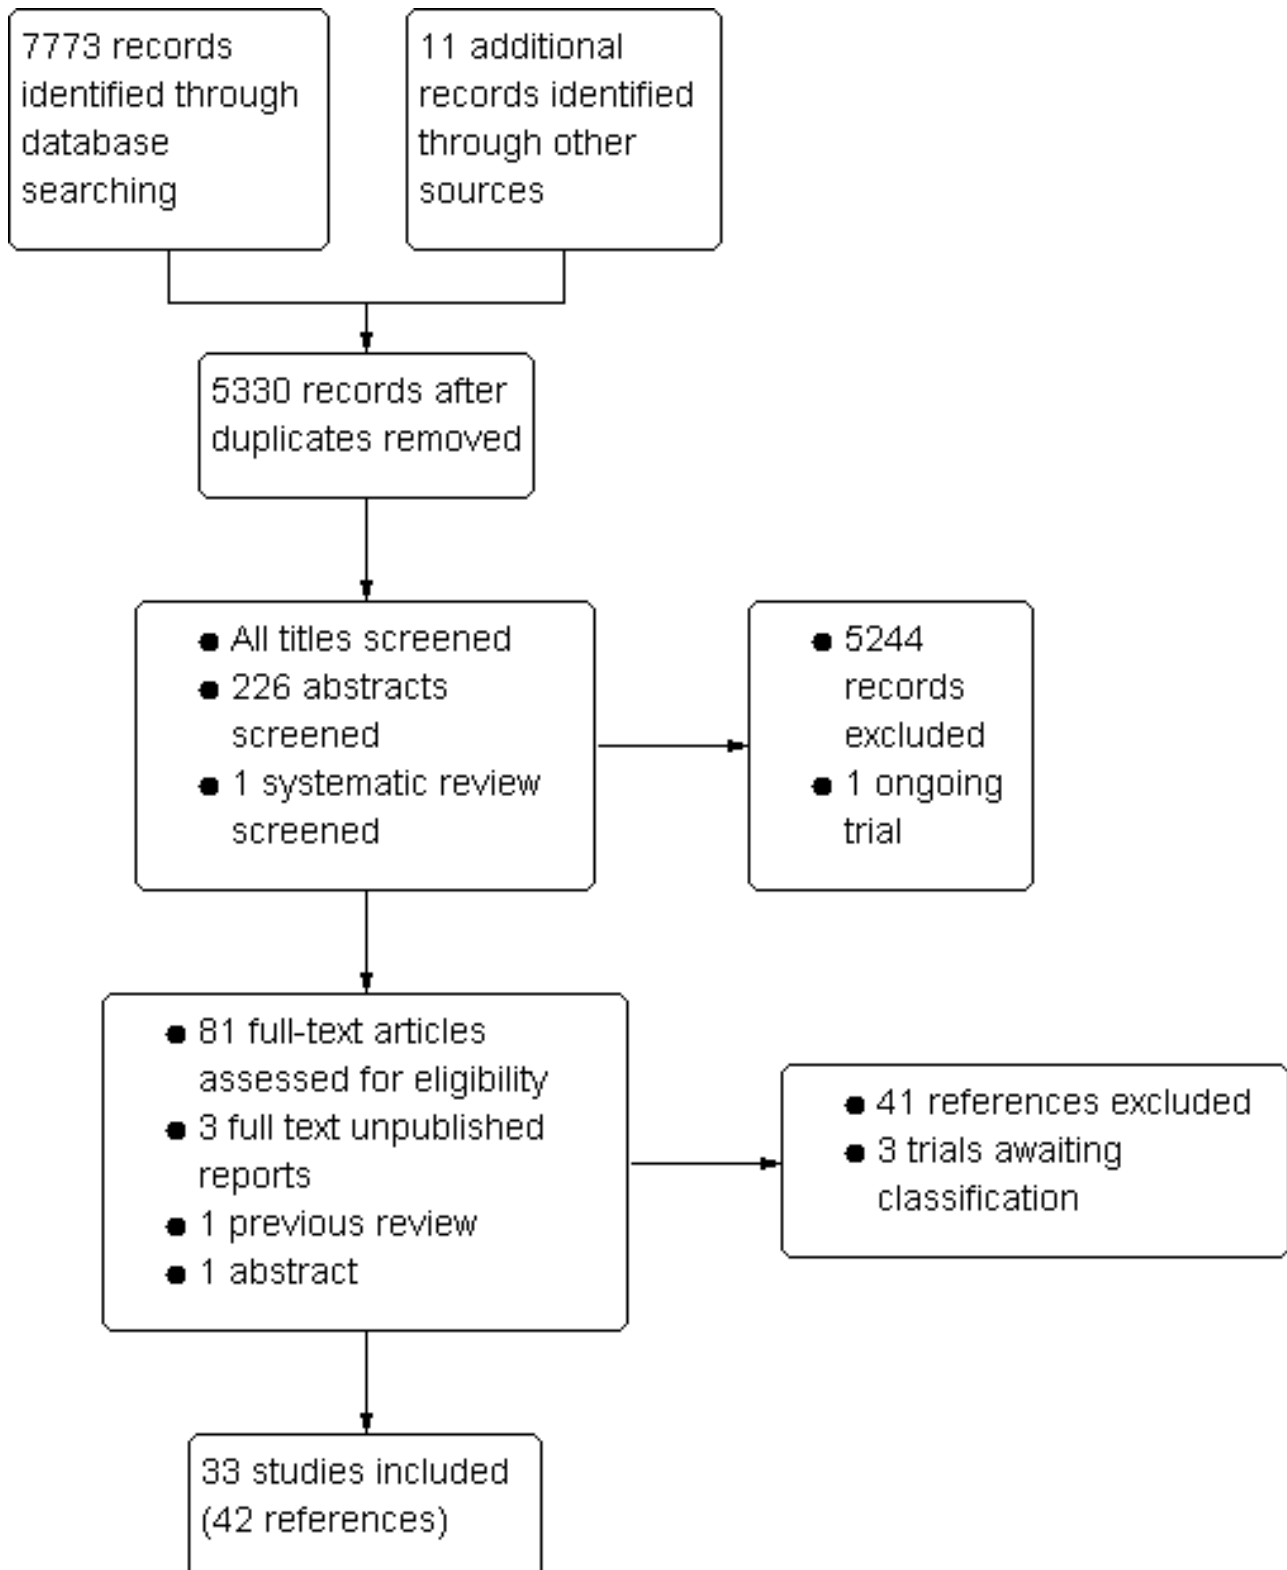 7773 records
identified through
database
searching
11 additional
records identified
through other
sources
5330 records after
duplicates removed
● All titles screened
● 226 abstracts
screened
● 1 systematic review
screened
● 5244
records
excluded
● 1 ongoing
trial
● 81 full-text articles
assessed for eligibility
● 3 full text unpublished
reports
● 1 previous review
● 1 abstract
● 41 references excluded
● 3 trials awaiting
classification
33 studies included
(42 references)